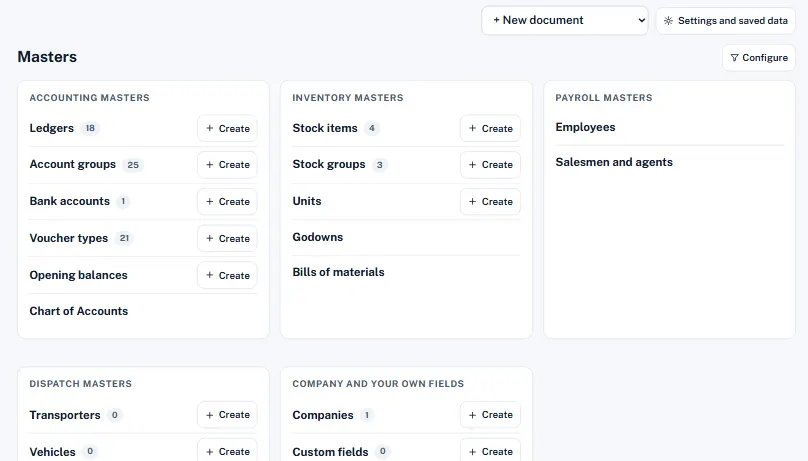 + New document
Settings and saved data
Masters
Configure
ACCOUNTING MASTERS
Ledgers 18 + Create
Account groups 25 + Create
Bank accounts 1 + Create
Voucher types 21 + Create
Opening balances + Create
Chart of Accounts
INVENTORY MASTERS
Stock items 4 + Create
Stock groups 3 + Create
Units + Create
Godowns
Bills of materials
PAYROLL MASTERS
Employees
Salesmen and agents
DISPATCH MASTERS
Transporters 0 + Create
Vehicles 0 + Create
COMPANY AND YOUR OWN FIELDS
Companies 1 + Create
Custom fields 0 + Create